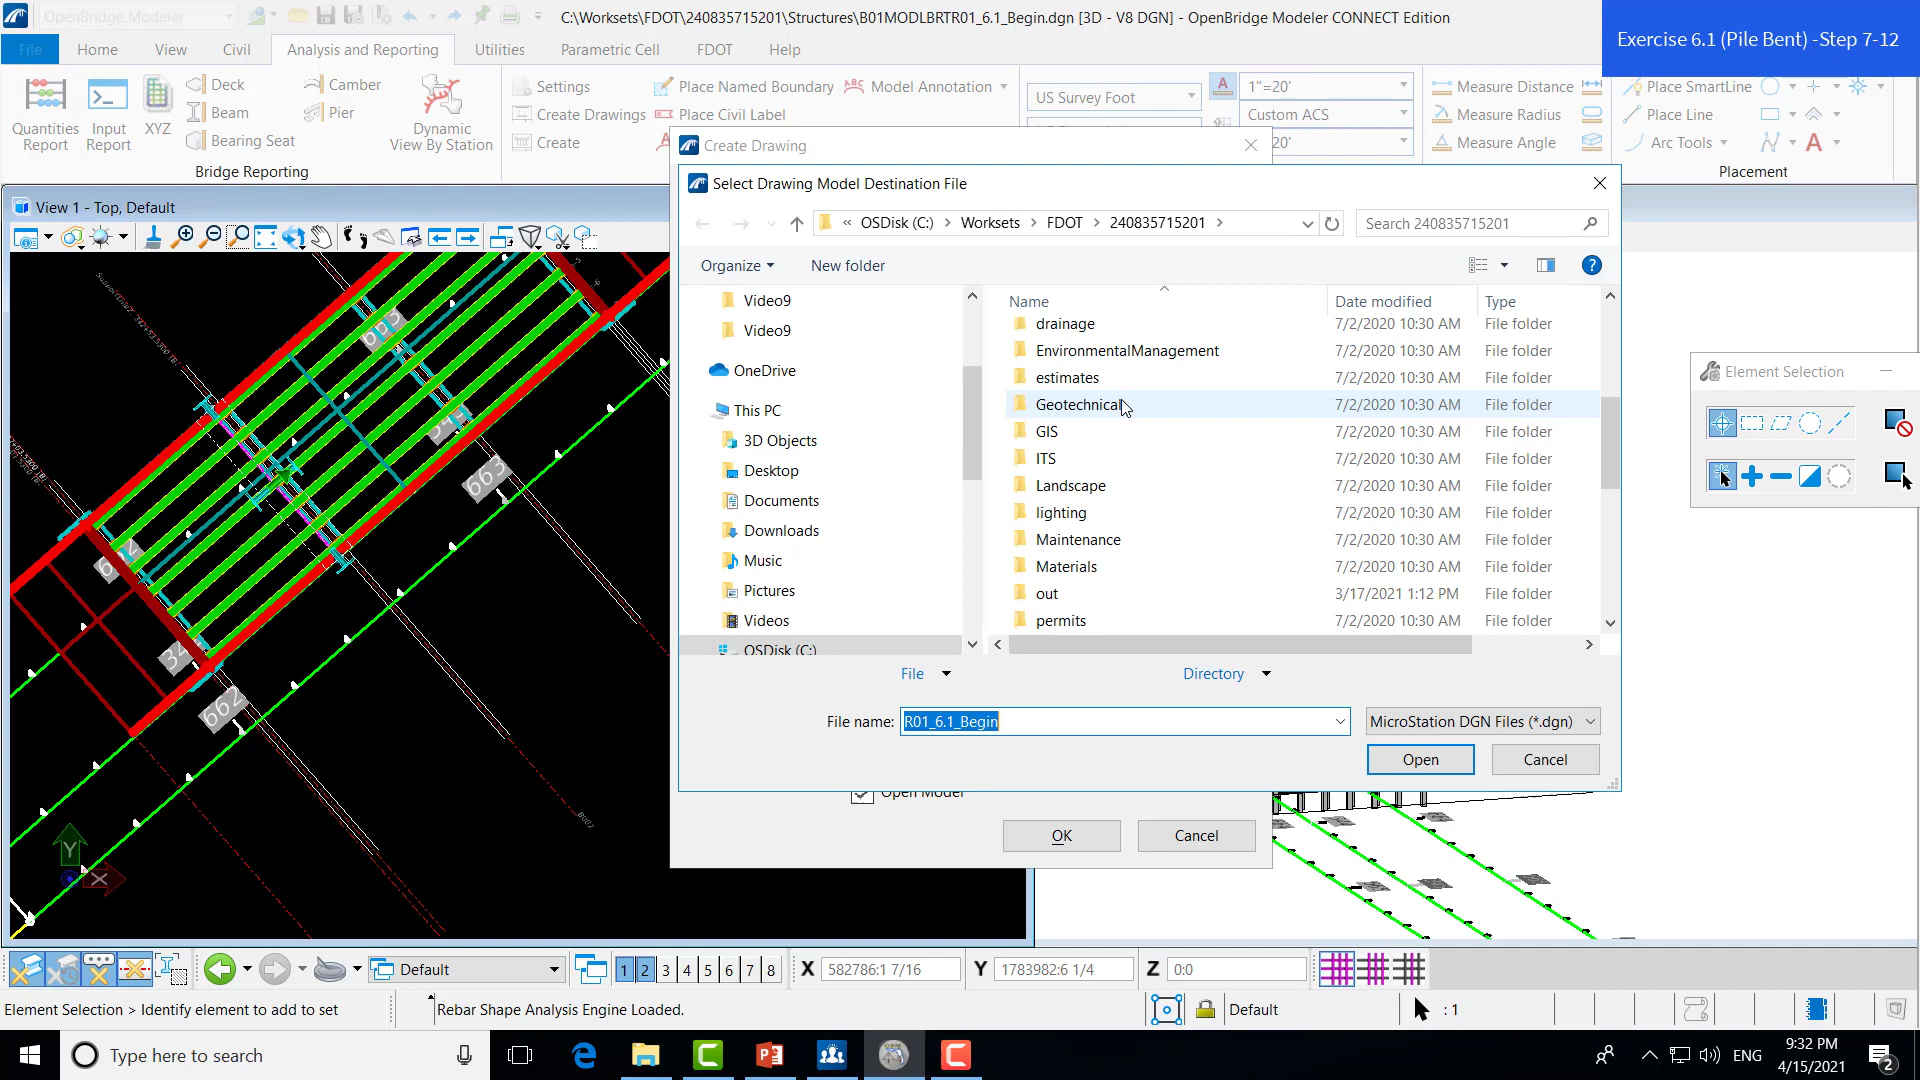 OpenBridge Modeler
C:\Worksets\FDOT\240835715201\Structures\B01MODLBRTR01_6.1_Begin.dgn [3D - V8 DGN] - OpenBridge Modeler CONNECT Edition
Exercise 6.1 (Pile Bent) -Step 7-12
File
Home
View
Civil
Analysis and Reporting
Utilities
Parametric Cell
FDOT
Help
Quantities Report
Input Report
XYZ
Deck
Beam
Bearing Seat
Camber
Pier
Dynamic View By Station
Bridge Reporting
Settings
Create Drawings
Create
Place Named Boundary
Place Civil Label
Model Annotation
US Survey Foot
1"=20'
Custom ACS
20'
Measure Distance
Measure Radius
Measure Angle
Place SmartLine
Place Line
Arc Tools
Placement
View 1 - Top, Default
Create Drawing
Select Drawing Model Destination File
« OSDisk (C:) > Worksets > FDOT > 240835715201 >
Search 240835715201
Organize
New folder
Video9
Video9
OneDrive
This PC
3D Objects
Desktop
Documents
Downloads
Music
Pictures
Videos
OSDisk (C:)
Name Date modified Type
drainage 7/2/2020 10:30 AM File folder
EnvironmentalManagement 7/2/2020 10:30 AM File folder
estimates 7/2/2020 10:30 AM File folder
Geotechnical 7/2/2020 10:30 AM File folder
GIS 7/2/2020 10:30 AM File folder
ITS 7/2/2020 10:30 AM File folder
Landscape 7/2/2020 10:30 AM File folder
lighting 7/2/2020 10:30 AM File folder
Maintenance 7/2/2020 10:30 AM File folder
Materials 7/2/2020 10:30 AM File folder
out 3/17/2021 1:12 PM File folder
permits 7/2/2020 10:30 AM File folder
File
Directory
File name: R01_6.1_Begin
MicroStation DGN Files (*.dgn)
Open
Cancel
Open Model
OK
Cancel
Element Selection
663
662
Y
X
Default
1 2 3 4 5 6 7 8
X 582786:1 7/16
Y 1783982:6 1/4
Z 0:0
Element Selection > Identify element to add to set
Rebar Shape Analysis Engine Loaded.
Default
: 1
Type here to search
ENG
9:32 PM
4/15/2021
2